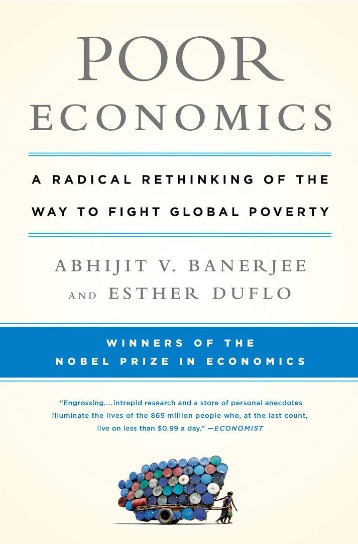 POOR
ECONOMICS
A RADICAL RETHINKING OF THE
WAY TO FIGHT GLOBAL POVERTY
ABHIJIT V. BANERJEE
AND ESTHER DUFLO
WINNERS OF THE
NOBEL PRIZE IN ECONOMICS
"Engrossing....intrepid research and a store of personal anecdotes
illuminate the lives of the 865 million people who, at the last count,
live on less than $0.99 a day." —ECONOMIST